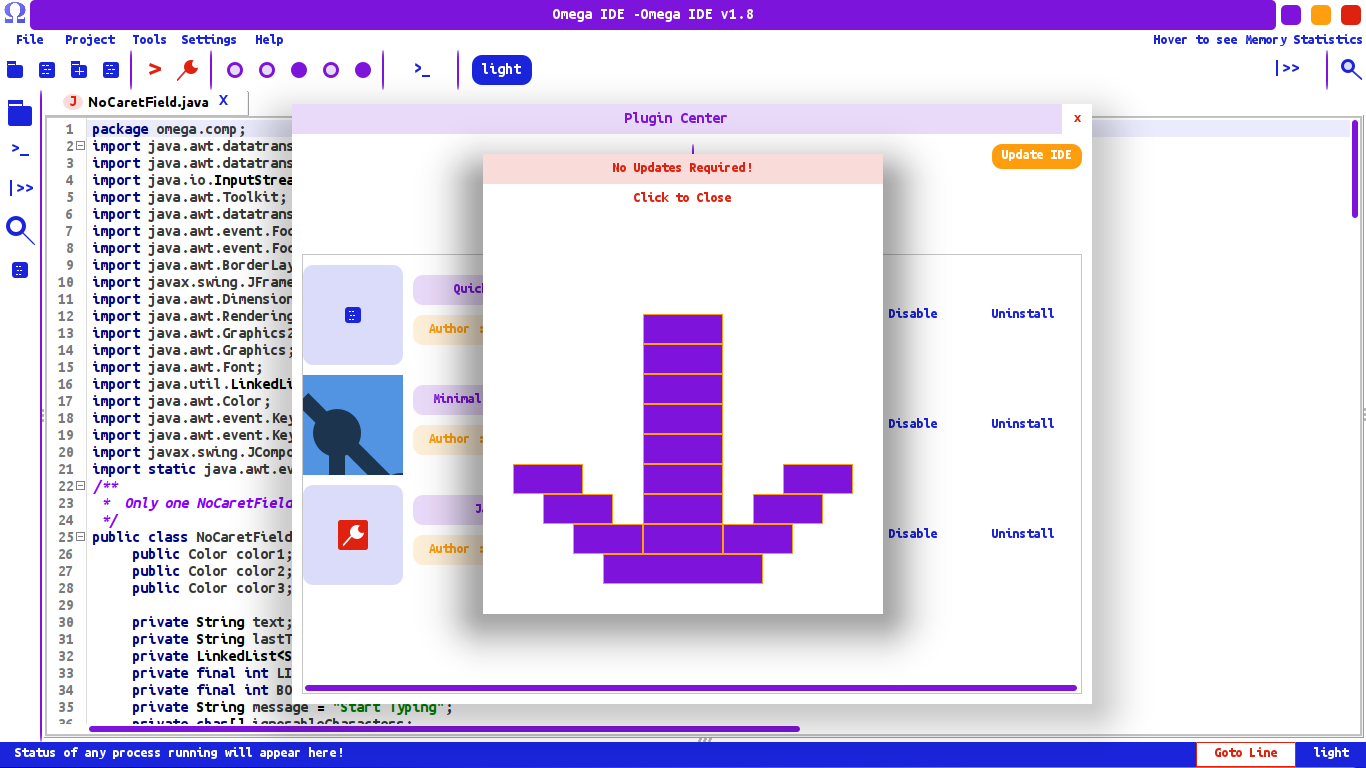 Omega IDE -Omega IDE v1.8
File Project Tools Settings Help
Hover to see Memory Statistics
>_ light |>>
J NoCaretField.java X
Plugin Center x
Update IDE
No Updates Required!
Click to Close
Author :
Disable Uninstall
Minimal
Author :
Disable Uninstall
Author :
Disable Uninstall
1 package omega.comp;
2 import java.awt.datatrans
3 import java.awt.datatrans
4 import java.io.InputStrea
5 import java.awt.Toolkit;
6 import java.awt.datatrans
7 import java.awt.event.Foc
8 import java.awt.event.Foc
9 import java.awt.BorderLay
10 import javax.swing.JFrame
11 import java.awt.Dimension
12 import java.awt.Rendering
13 import java.awt.Graphics2
14 import java.awt.Graphics;
15 import java.awt.Font;
16 import java.util.LinkedLi
17 import java.awt.Color;
18 import java.awt.event.Key
19 import java.awt.event.Key
20 import javax.swing.JCompo
21 import static java.awt.ev
22 /**
23 * Only one NoCaretField
24 */
25 public class NoCaretField
26 public Color color1;
27 public Color color2;
28 public Color color3;
29
30 private String text;
31 private String lastT
32 private LinkedList<S
33 private final int LI
34 private final int BO
35 private String message = "Start Typing";
36 private char[] ignorableCharacters;
Status of any process running will appear here!
Goto Line light